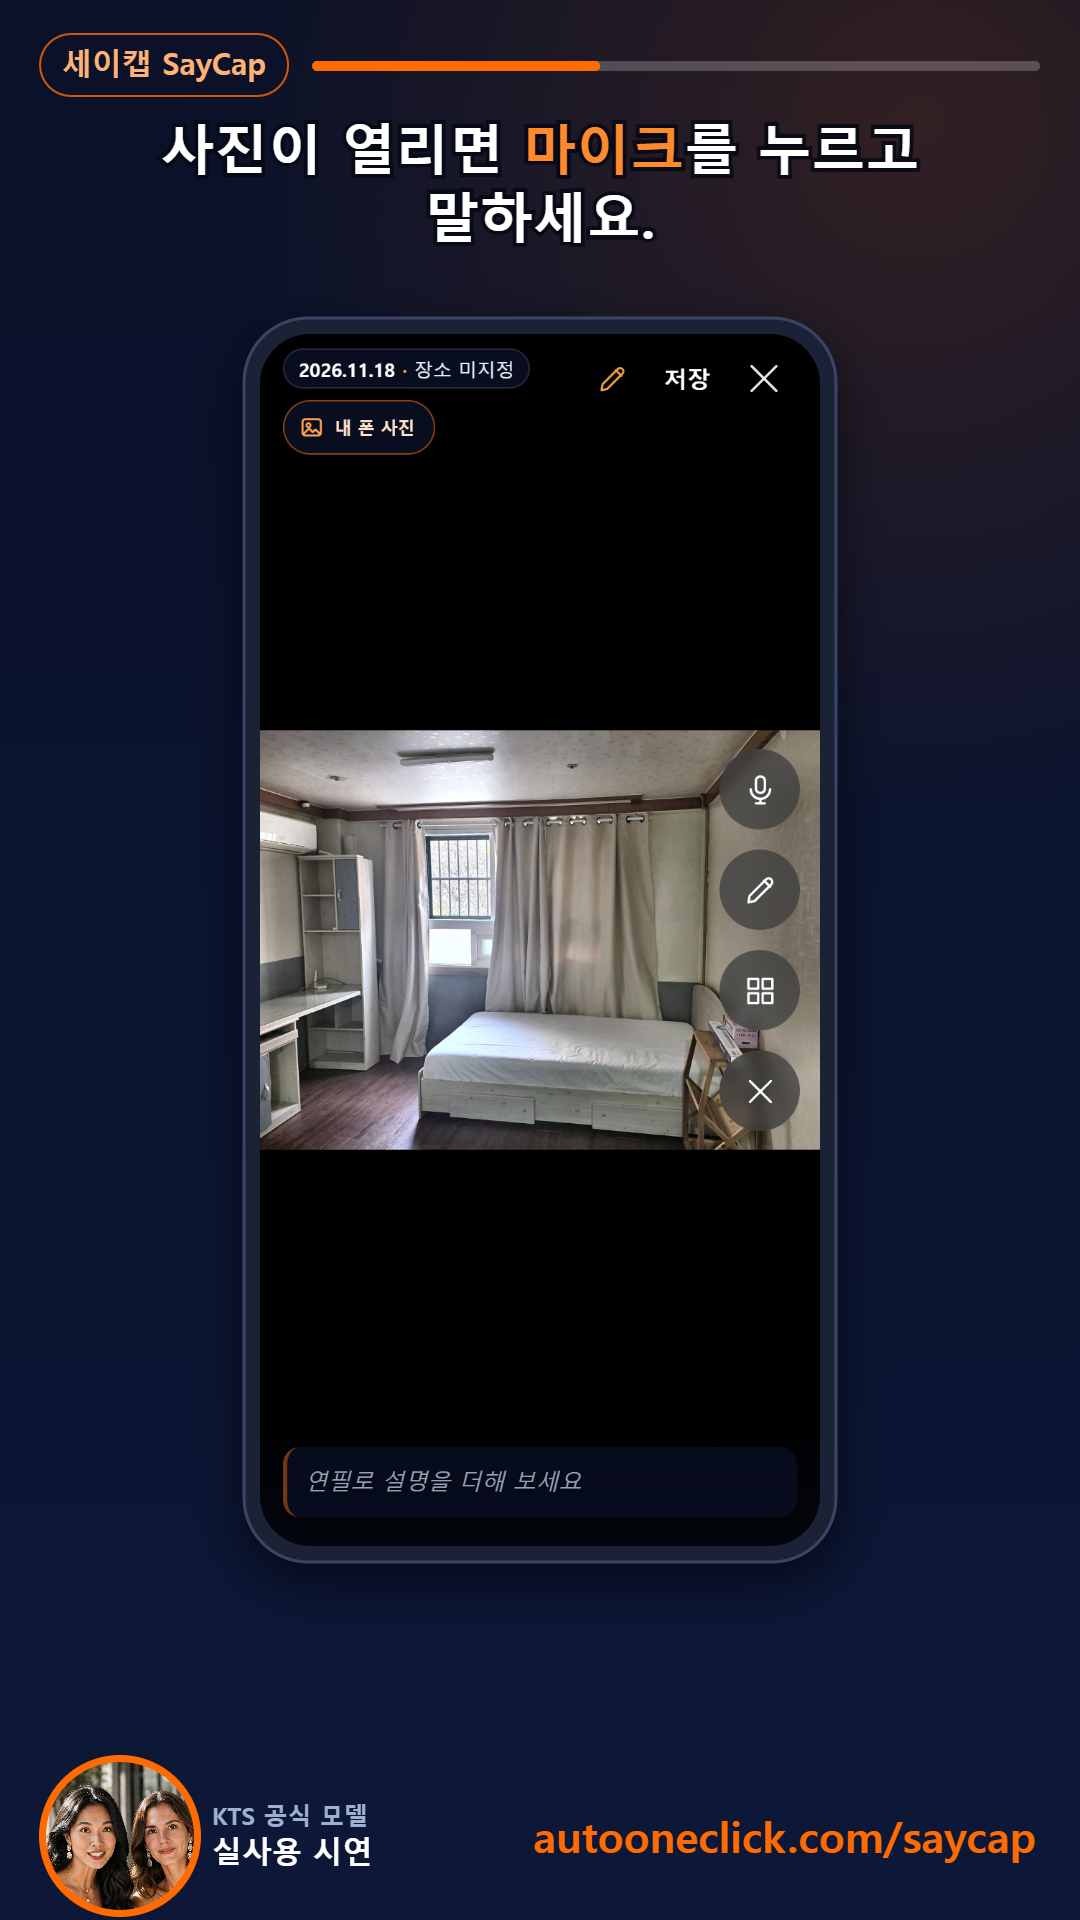 세이캡 SayCap
사진이 열리면 마이크를 누르고
말하세요.
2026.11.18 · 장소 미지정
저장
내 폰 사진
연필로 설명을 더해 보세요
KTS 공식 모델
실사용 시연
autooneclick.com/saycap